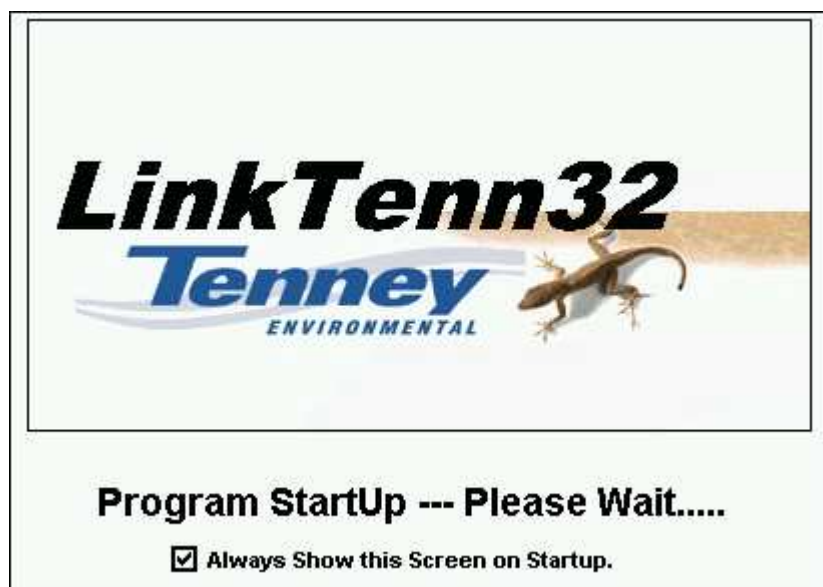 LinkTenn32
Tenney
ENVIRONMENTAL
Program StartUp --- Please Wait.....
Always Show this Screen on Startup.